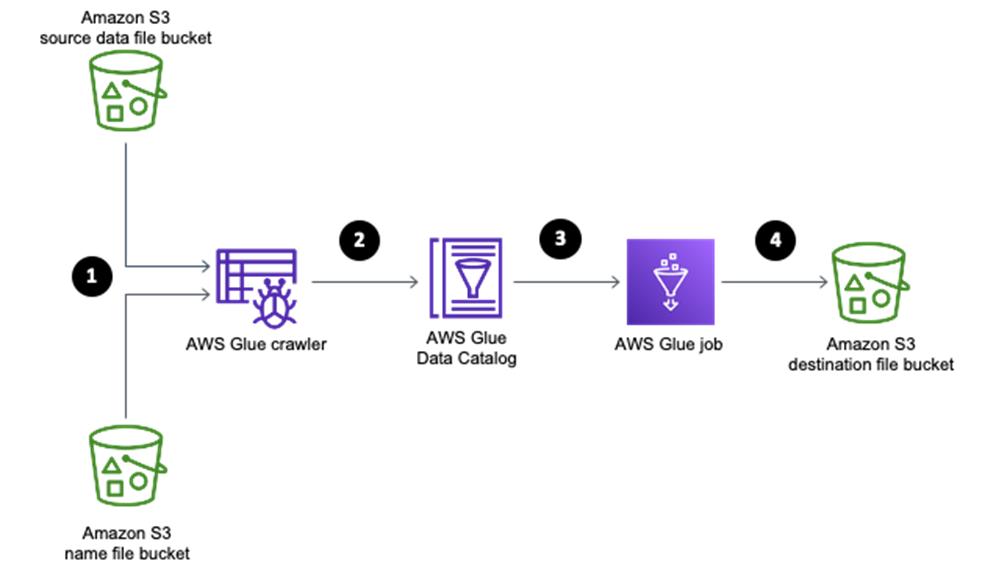 Amazon S3
source data file bucket
1
2
3
4
AWS Glue crawler
AWS Glue
Data Catalog
AWS Glue job
Amazon S3
destination file bucket
Amazon S3
name file bucket